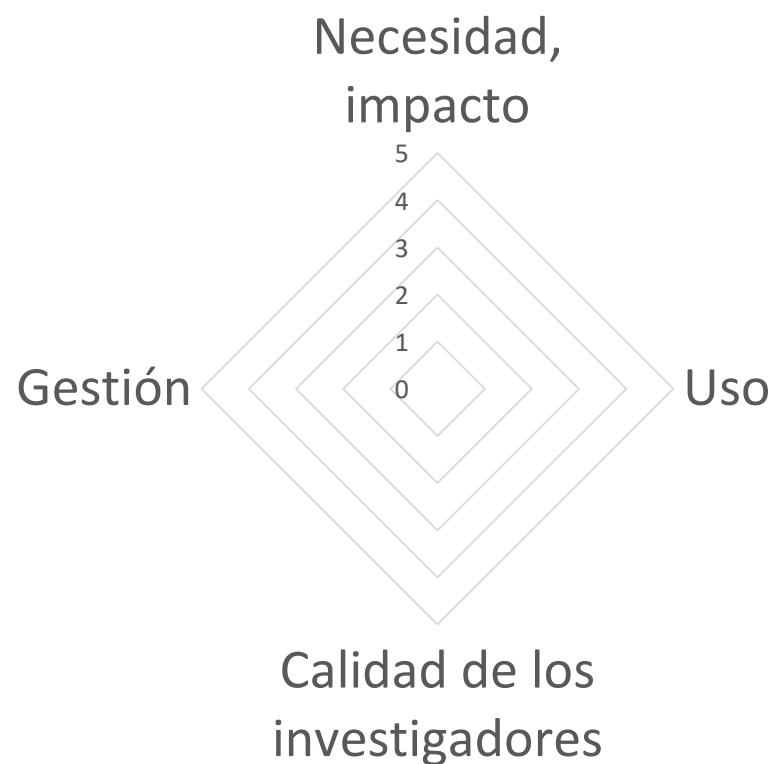 Necesidad,
impacto
5
4
3
2
1
0
Gestión
Uso
Calidad de los
investigadores